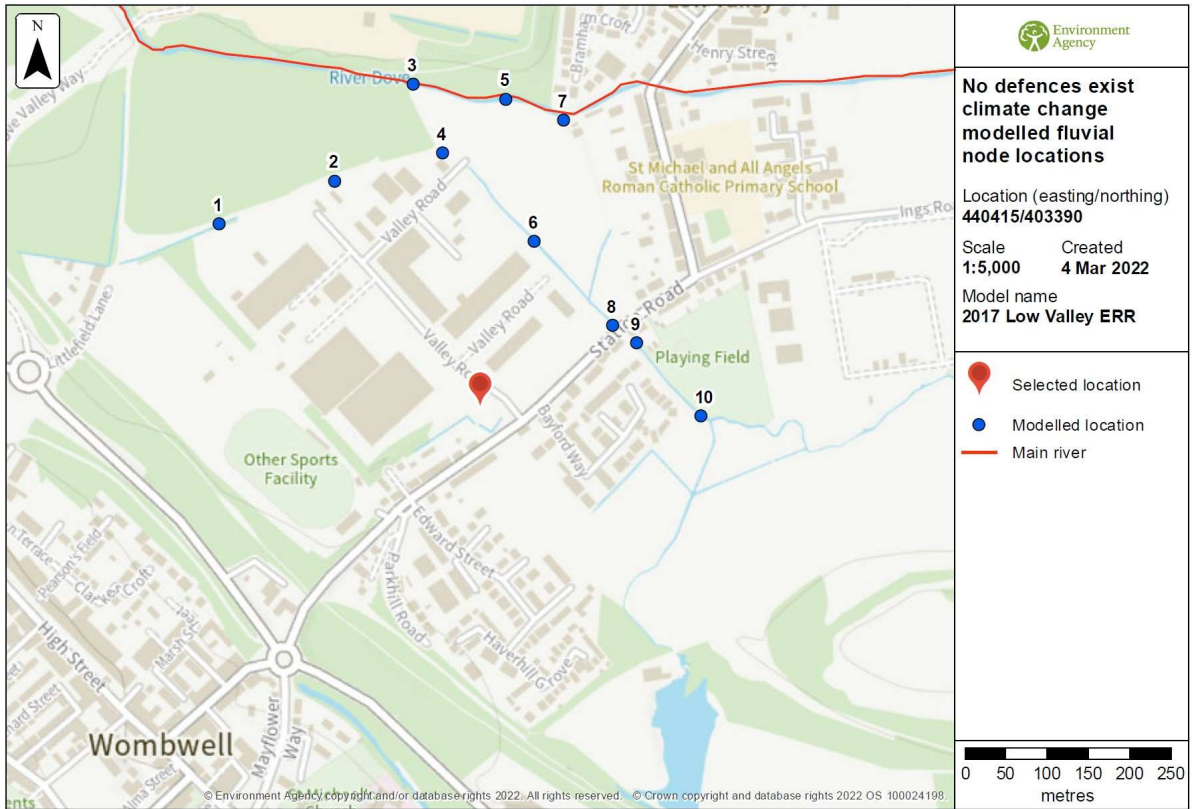 N
River Dove
3
5
7
4
2
1
6
8
9
10
Henry Street
St Michael and All Angels
Roman Catholic Primary School
Valley Road
Valley Road
Littlefield Lane
Playing Field
Bayford Way
Other Sports
Facility
Edward Street
Parkhill Road
Haverhill Grove
Pearson's Field
High Street
Mayflower
Way
Wombwell
© Environment Agency copyright and/or database rights 2022. All rights reserved. © Crown copyright and database rights 2022 OS 100024198.
Environment
Agency
No defences exist
climate change
modelled fluvial
node locations
Location (easting/northing)
440415/403390
Scale Created
1:5,000 4 Mar 2022
Model name
2017 Low Valley ERR
Selected location
Modelled location
Main river
0 50 100 150 200 250
metres